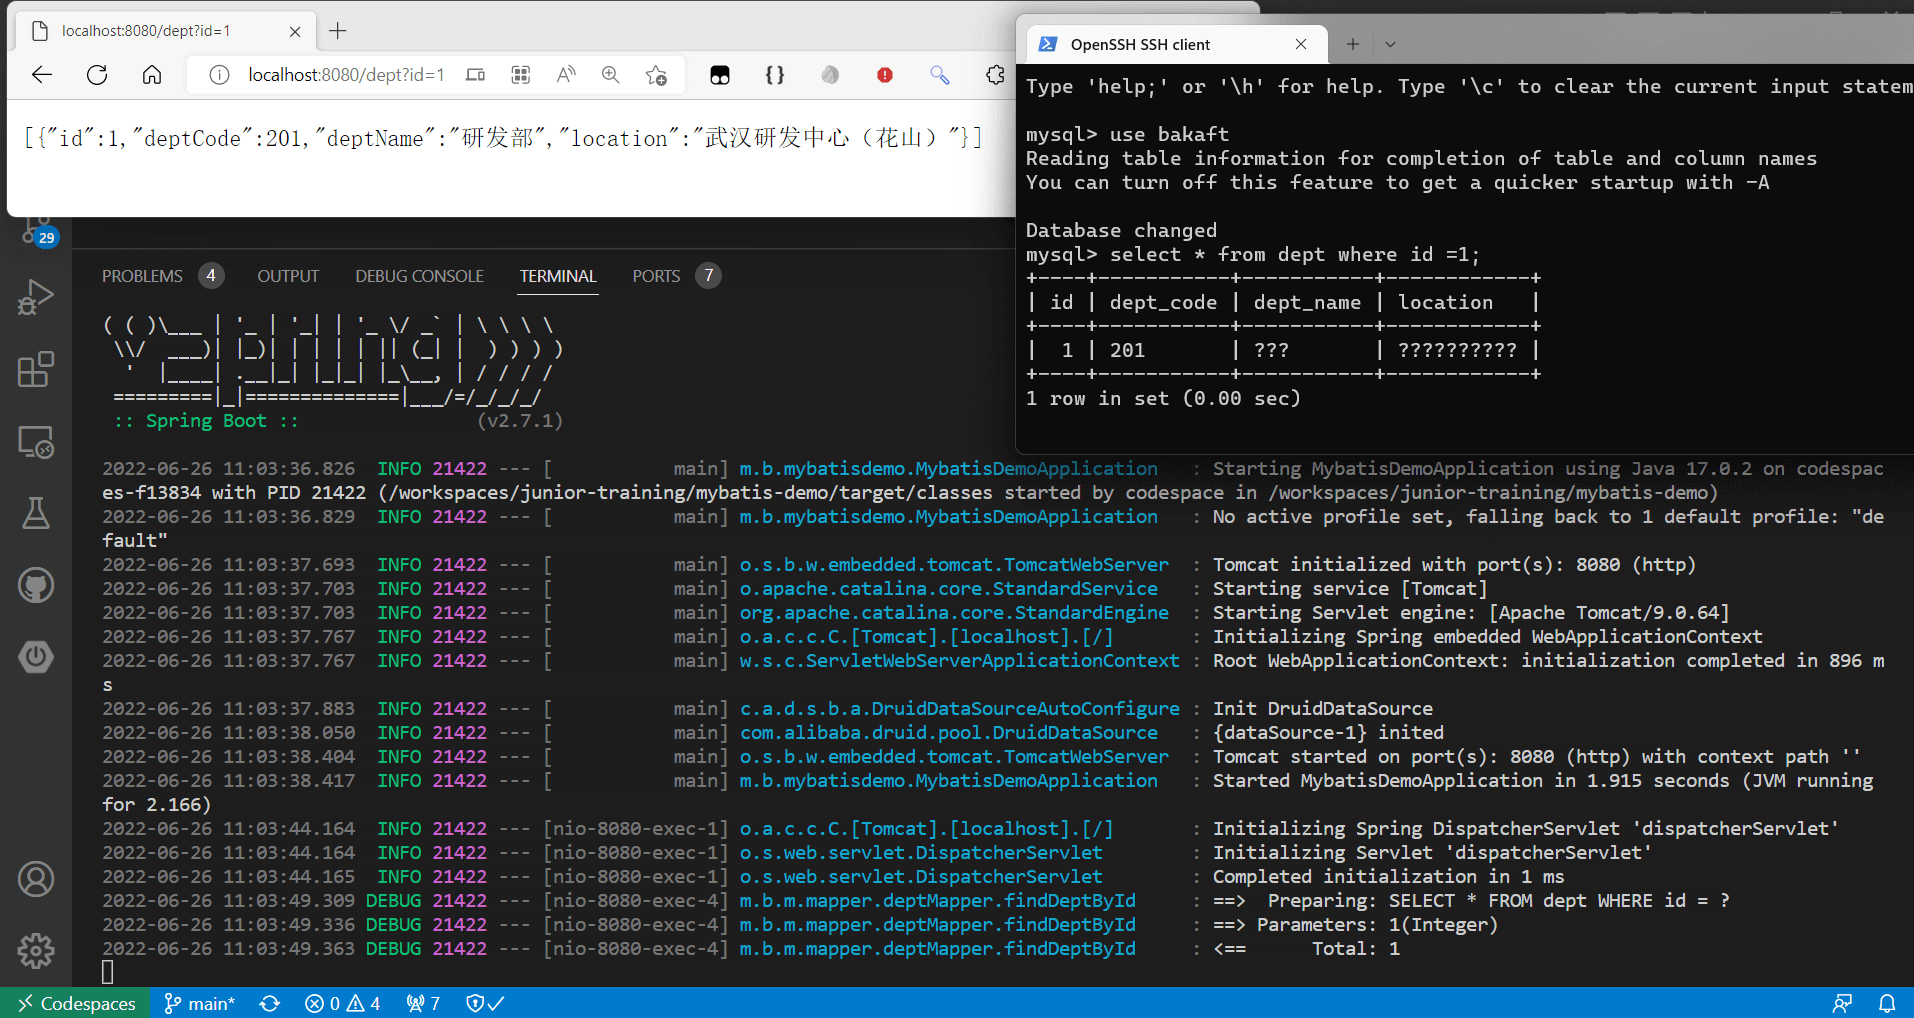 localhost:8080/dept?id=1
localhost:8080/dept?id=1
[{"id":1,"deptCode":201,"deptName":"研发部","location":"武汉研发中心（花山）"}]
OpenSSH SSH client
Type 'help;' or '\h' for help. Type '\c' to clear the current input statem
mysql> use bakaft
Reading table information for completion of table and column names
You can turn off this feature to get a quicker startup with -A
Database changed
mysql> select * from dept where id =1;
+----+-----------+-----------+------------+
| id | dept_code | dept_name | location   |
+----+-----------+-----------+------------+
|  1 | 201       | ???       | ?????????? |
+----+-----------+-----------+------------+
1 row in set (0.00 sec)
29
PROBLEMS 4 OUTPUT DEBUG CONSOLE TERMINAL PORTS 7
( ( )\___ | '_ | '_| | '_ \/ _` | \ \ \ \
 \\/  ___)| |_)| | | | | || (_| |  ) ) ) )
  '  |____| .__|_| |_|_| |_\__, | / / / /
 =========|_|==============|___/=/_/_/_/
 :: Spring Boot ::                (v2.7.1)
2022-06-26 11:03:36.826  INFO 21422 --- [           main] m.b.mybatisdemo.MybatisDemoApplication   : Starting MybatisDemoApplication using Java 17.0.2 on codespac
es-f13834 with PID 21422 (/workspaces/junior-training/mybatis-demo/target/classes started by codespace in /workspaces/junior-training/mybatis-demo)
2022-06-26 11:03:36.829  INFO 21422 --- [           main] m.b.mybatisdemo.MybatisDemoApplication   : No active profile set, falling back to 1 default profile: "de
fault"
2022-06-26 11:03:37.693  INFO 21422 --- [           main] o.s.b.w.embedded.tomcat.TomcatWebServer  : Tomcat initialized with port(s): 8080 (http)
2022-06-26 11:03:37.703  INFO 21422 --- [           main] o.apache.catalina.core.StandardService   : Starting service [Tomcat]
2022-06-26 11:03:37.703  INFO 21422 --- [           main] org.apache.catalina.core.StandardEngine  : Starting Servlet engine: [Apache Tomcat/9.0.64]
2022-06-26 11:03:37.767  INFO 21422 --- [           main] o.a.c.c.C.[Tomcat].[localhost].[/]       : Initializing Spring embedded WebApplicationContext
2022-06-26 11:03:37.767  INFO 21422 --- [           main] w.s.c.ServletWebServerApplicationContext : Root WebApplicationContext: initialization completed in 896 m
s
2022-06-26 11:03:37.883  INFO 21422 --- [           main] c.a.d.s.b.a.DruidDataSourceAutoConfigure : Init DruidDataSource
2022-06-26 11:03:38.050  INFO 21422 --- [           main] com.alibaba.druid.pool.DruidDataSource   : {dataSource-1} inited
2022-06-26 11:03:38.404  INFO 21422 --- [           main] o.s.b.w.embedded.tomcat.TomcatWebServer  : Tomcat started on port(s): 8080 (http) with context path ''
2022-06-26 11:03:38.417  INFO 21422 --- [           main] m.b.mybatisdemo.MybatisDemoApplication   : Started MybatisDemoApplication in 1.915 seconds (JVM running
for 2.166)
2022-06-26 11:03:44.164  INFO 21422 --- [nio-8080-exec-1] o.a.c.c.C.[Tomcat].[localhost].[/]       : Initializing Spring DispatcherServlet 'dispatcherServlet'
2022-06-26 11:03:44.164  INFO 21422 --- [nio-8080-exec-1] o.s.web.servlet.DispatcherServlet        : Initializing Servlet 'dispatcherServlet'
2022-06-26 11:03:44.165  INFO 21422 --- [nio-8080-exec-1] o.s.web.servlet.DispatcherServlet        : Completed initialization in 1 ms
2022-06-26 11:03:49.309 DEBUG 21422 --- [nio-8080-exec-4] m.b.m.mapper.deptMapper.findDeptById     : ==>  Preparing: SELECT * FROM dept WHERE id = ?
2022-06-26 11:03:49.336 DEBUG 21422 --- [nio-8080-exec-4] m.b.m.mapper.deptMapper.findDeptById     : ==> Parameters: 1(Integer)
2022-06-26 11:03:49.363 DEBUG 21422 --- [nio-8080-exec-4] m.b.m.mapper.deptMapper.findDeptById     : <==      Total: 1
Codespaces main* 0 4 7